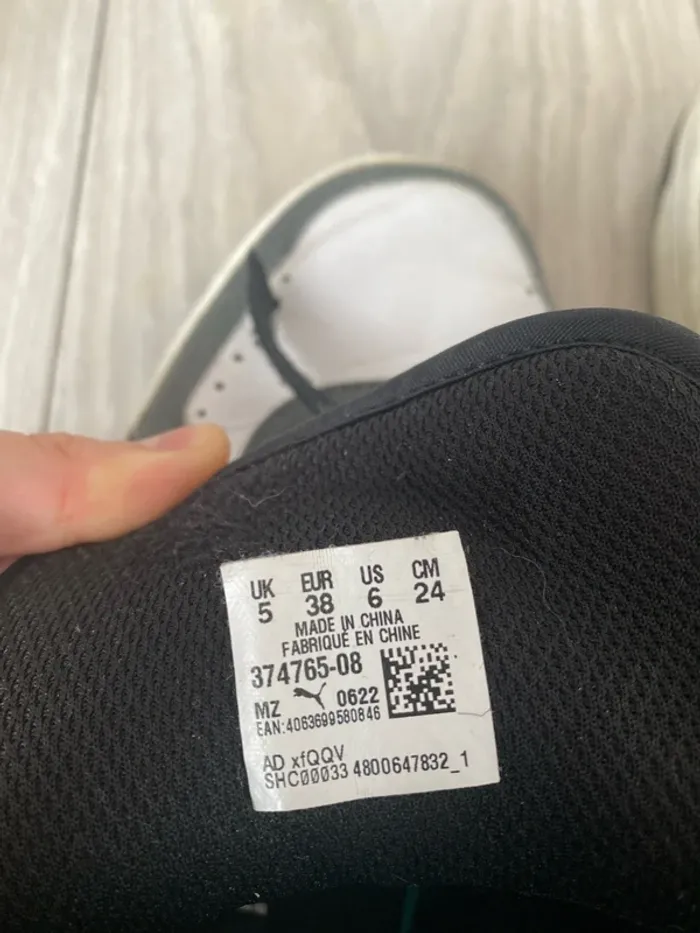 UK EUR US CM
5 38 6 24
MADE IN CHINA
FABRIQUÉ EN CHINE
374765-08
MZ 0622
EAN:4063699580846
AD xfQQV
SHC00033 4800647832_1